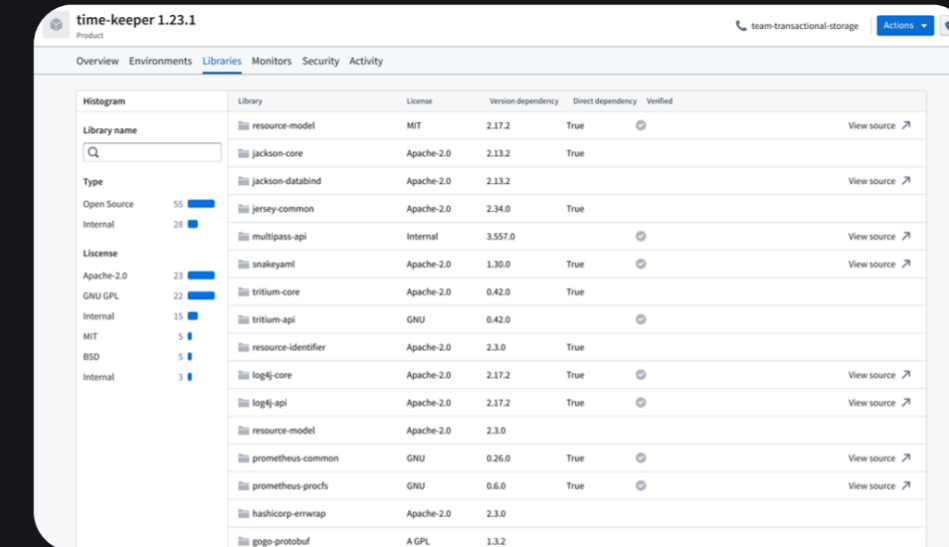 time-keeper 1.23.1
Product
team-transactional-storage
Actions
Overview Environments Libraries Monitors Security Activity
Histogram
Library name
Type
Open Source 55
Internal 28
Liscense
Apache-2.0 23
GNU GPL 22
Internal 15
MIT 5
BSD 5
Internal 3
Library License Version dependency Direct dependency Verified
resource-model MIT 2.17.2 True View source
jackson-core Apache-2.0 2.13.2 True
jackson-databind Apache-2.0 2.13.2 View source
jersey-common Apache-2.0 2.34.0 True
multipass-api Internal 3.557.0 View source
snakeyaml Apache-2.0 1.30.0 True View source
tritium-core Apache-2.0 0.42.0 True
tritium-api GNU 0.42.0
resource-identifier Apache-2.0 2.3.0 True
log4j-core Apache-2.0 2.17.2 True View source
log4j-api Apache-2.0 2.17.2 True View source
resource-model Apache-2.0 2.3.0
prometheus-common GNU 0.26.0 True View source
prometheus-procfs GNU 0.6.0 True View source
hashicorp-errwrap Apache-2.0 2.3.0
gogo-protobuf A GPL 1.3.2